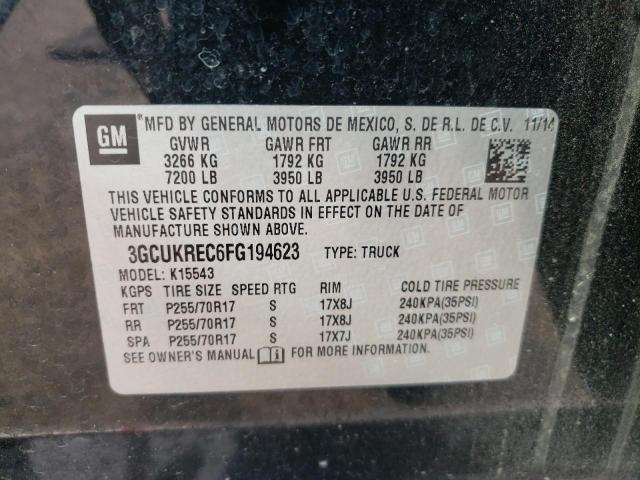 GM ®MFD BY GENERAL MOTORS DE MEXICO, S. DE R.L. DE C.V. 11/14
GVWR GAWR FRT GAWR RR
3266 KG 1792 KG 1792 KG
7200 LB 3950 LB 3950 LB
THIS VEHICLE CONFORMS TO ALL APPLICABLE U.S. FEDERAL MOTOR
VEHICLE SAFETY STANDARDS IN EFFECT ON THE DATE OF
MANUFACTURE SHOWN ABOVE.
3GCUKREC6FG194623 TYPE: TRUCK
MODEL: K15543
KGPS TIRE SIZE SPEED RTG RIM COLD TIRE PRESSURE
FRT P255/70R17 S 17X8J 240KPA(35PSI)
RR P255/70R17 S 17X8J 240KPA(35PSI)
SPA P255/70R17 S 17X7J 240KPA(35PSI)
SEE OWNER'S MANUAL FOR MORE INFORMATION.